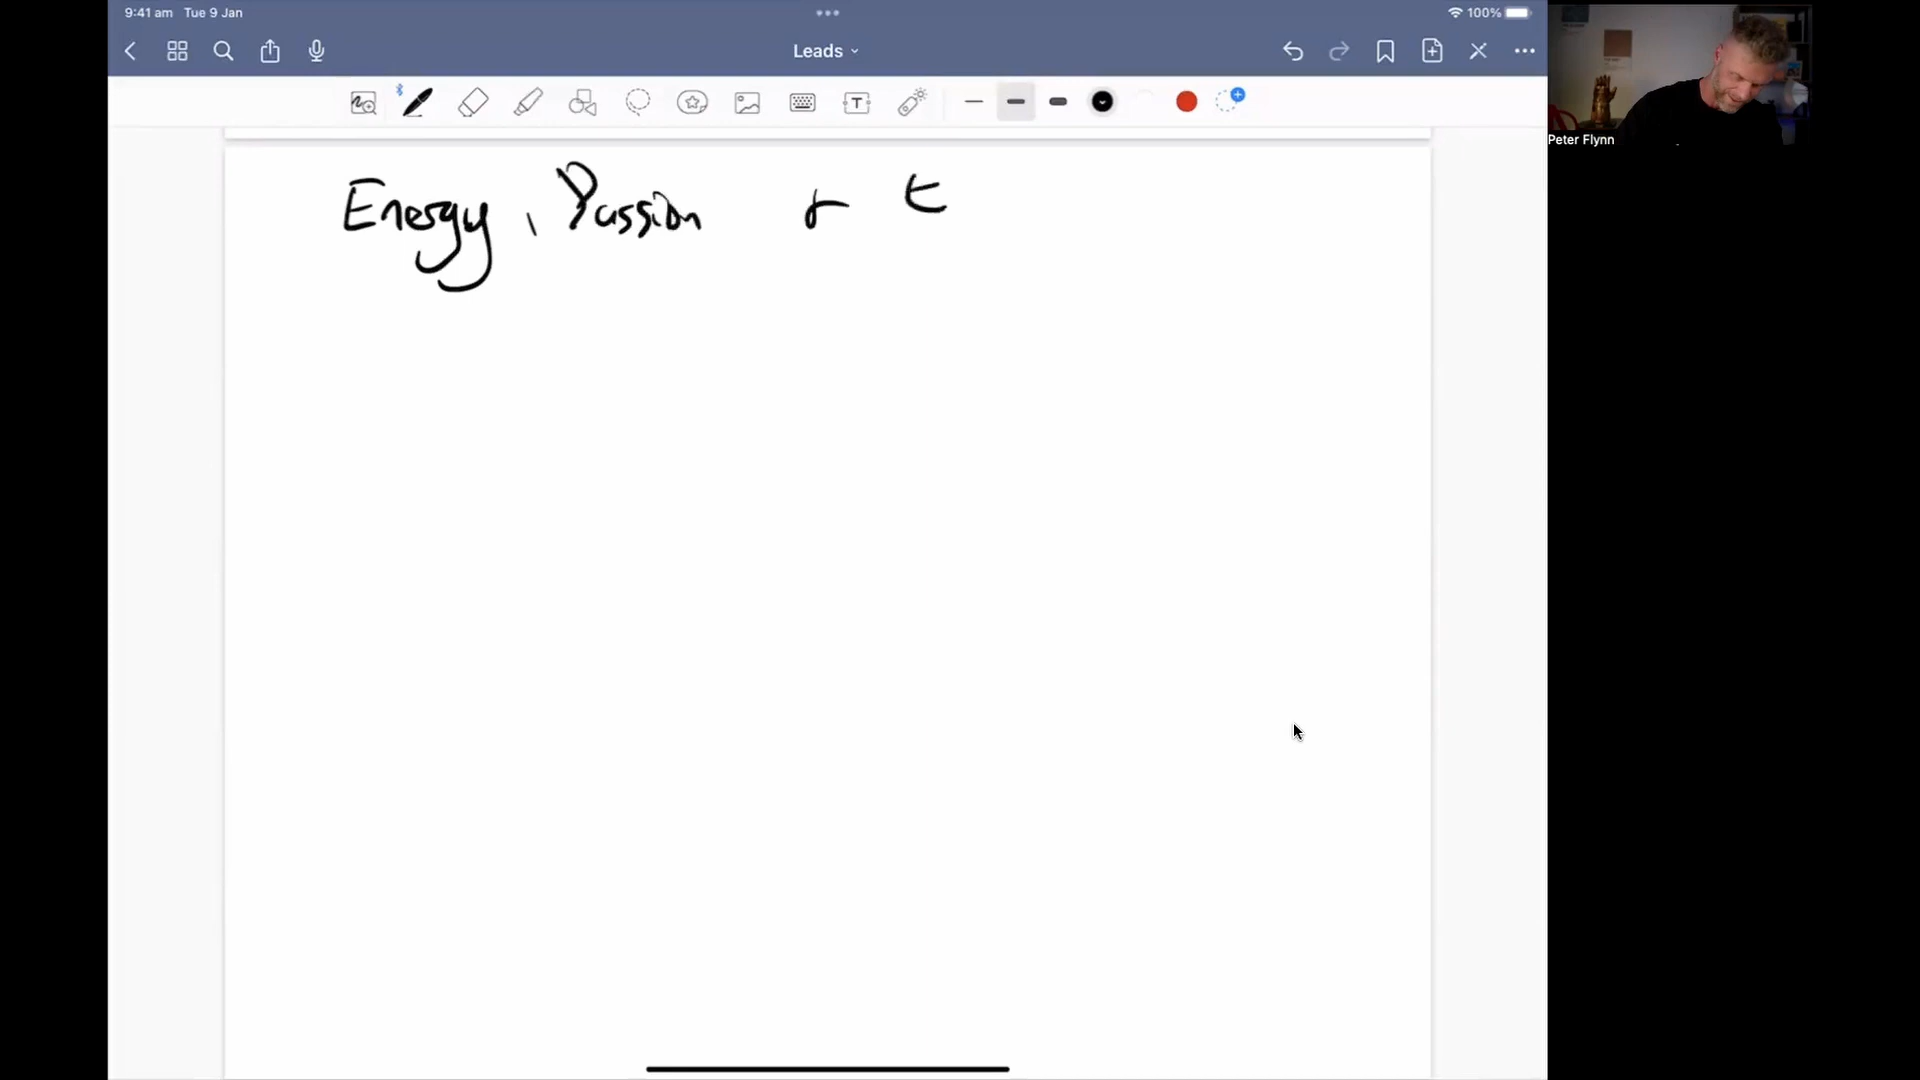 9:41 am Tue 9 Jan 100%
Leads
T
Peter Flynn
Energy, Passion & E